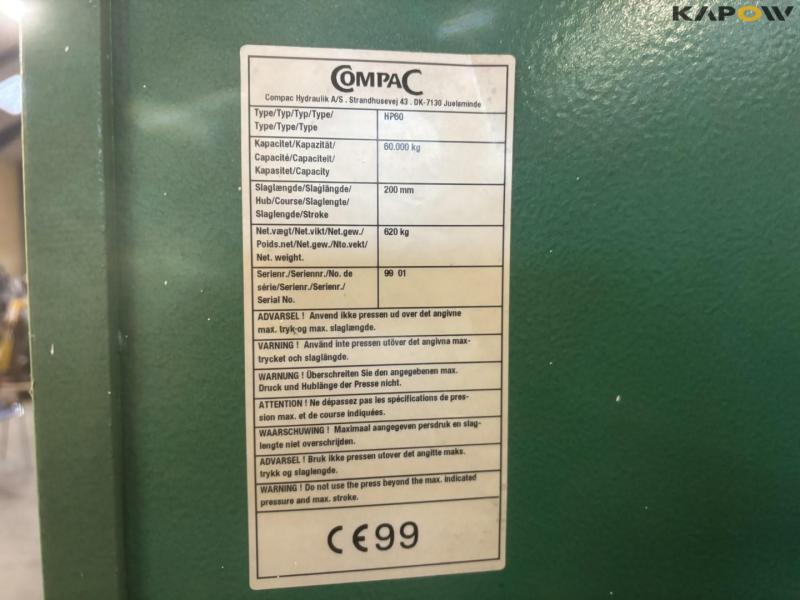 KAPOW
COMPAC
Compac Hydraulik A/S . Strandhusevej 43 . DK-7130 Juelsminde
Type/Typ/Typ/Type/
Type/Type/Type
HP60
Kapacitet/Kapazität/
Capacité/Capaciteit/
Kapasitet/Capacity
60.000 kg
Slaglængde/Slaglängde/
Hub/Course/Slaglengte/
Slaglengde/Stroke
200 mm
Net.vægt/Net.vikt/Net.gew./
Poids.net/Net.gew./Nto.vekt/
Net. weight.
620 kg
Serienr./Seriennr./No. de
série/Serienr./Serienr./
Serial No.
99 01
ADVARSEL ! Anvend ikke pressen ud over det angivne
max. tryk og max. slaglængde.
VARNING ! Använd inte pressen utöver det angivna max-
trycket och slaglängde.
WARNUNG ! Überschreiten Sie den angegebenen max.
Druck und Hublänge der Presse nicht.
ATTENTION ! Ne dépassez pas les spécifications de pres-
sion max. et de course indiquées.
WAARSCHUWING ! Maximaal aangegeven persdruk en slag-
lengte niet overschrijden.
ADVARSEL ! Bruk ikke pressen utover det angitte maks.
trykk og slaglengde.
WARNING ! Do not use the press beyond the max. indicated
pressure and max. stroke.
CE99